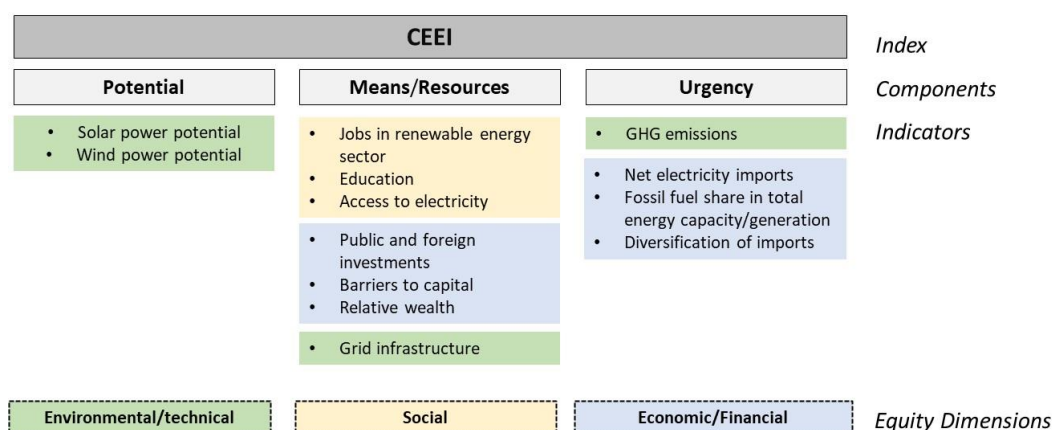 CEEI
Index
Potential
Means/Resources
Urgency
Components
• Solar power potential
• Wind power potential
• Jobs in renewable energy
sector
• Education
• Access to electricity
• Public and foreign
investments
• Barriers to capital
• Relative wealth
• Grid infrastructure
• GHG emissions
• Net electricity imports
• Fossil fuel share in total
energy capacity/generation
• Diversification of imports
Indicators
Environmental/technical
Social
Economic/Financial
Equity Dimensions